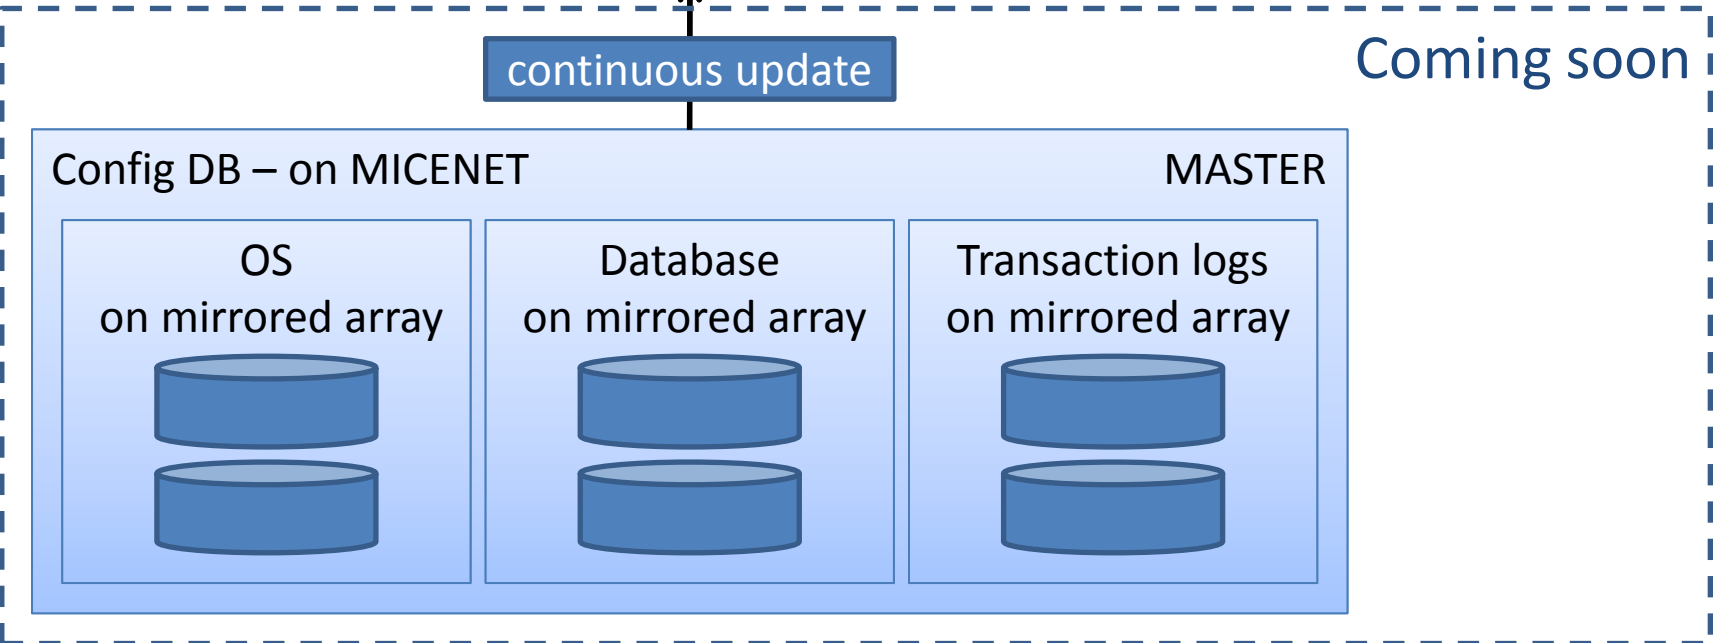 continuous update
Coming soon
Config DB – on MICENET
MASTER
OS
on mirrored array
Database
on mirrored array
Transaction logs
on mirrored array